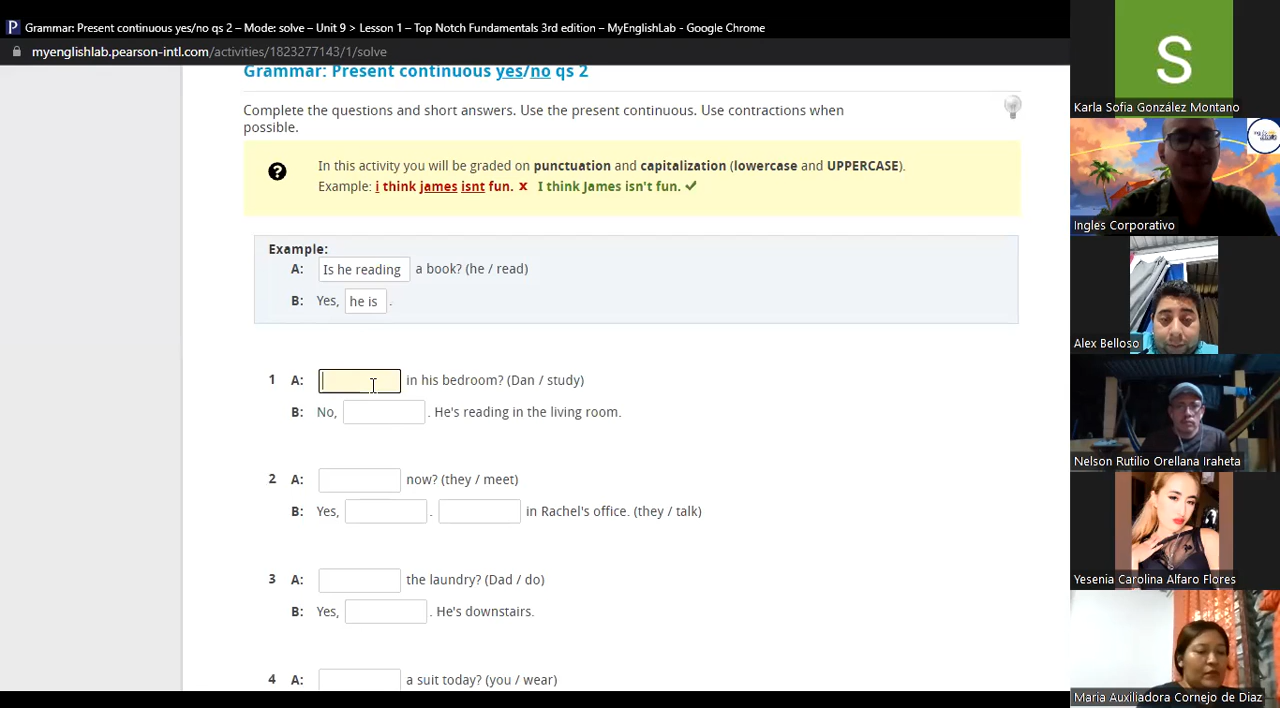 Grammar: Present continuous yes/no qs 2 – Mode: solve – Unit 9 > Lesson 1 – Top Notch Fundamentals 3rd edition – MyEnglishLab - Google Chrome
myenglishlab.pearson-intl.com/activities/1823277143/1/solve
Grammar: Present continuous yes/no qs 2
Complete the questions and short answers. Use the present continuous. Use contractions when
possible.
In this activity you will be graded on punctuation and capitalization (lowercase and UPPERCASE).
Example: i think james isnt fun. x I think James isn't fun. ✓
Example:
A: Is he reading a book? (he / read)
B: Yes, he is .
1 A: in his bedroom? (Dan / study)
B: No, . He's reading in the living room.
2 A: now? (they / meet)
B: Yes, . in Rachel's office. (they / talk)
3 A: the laundry? (Dad / do)
B: Yes, . He's downstairs.
4 A: a suit today? (you / wear)
S
Karla Sofia González Montano
Ingles Corporativo
Alex Belloso
Nelson Rutilio Orellana Iraheta
Yesenia Carolina Alfaro Flores
Maria Auxiliadora Cornejo de Diaz